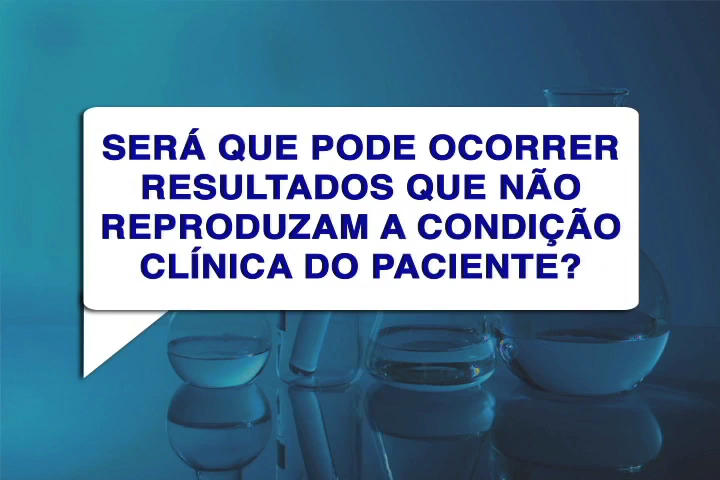 SERÁ QUE PODE OCORRER
RESULTADOS QUE NÃO
REPRODUZAM A CONDIÇÃO
CLÍNICA DO PACIENTE?